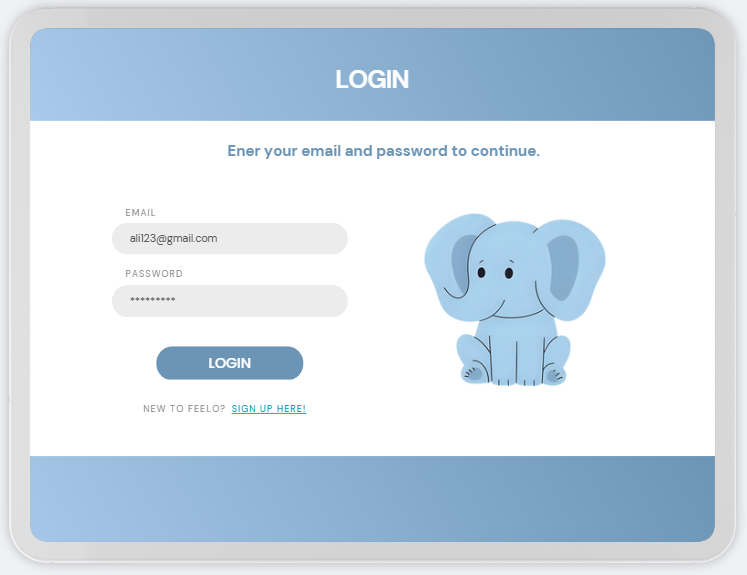 LOGIN
Ener your email and password to continue.
EMAIL
ali123@gmail.com
PASSWORD
*********
LOGIN
NEW TO FEELO? SIGN UP HERE!